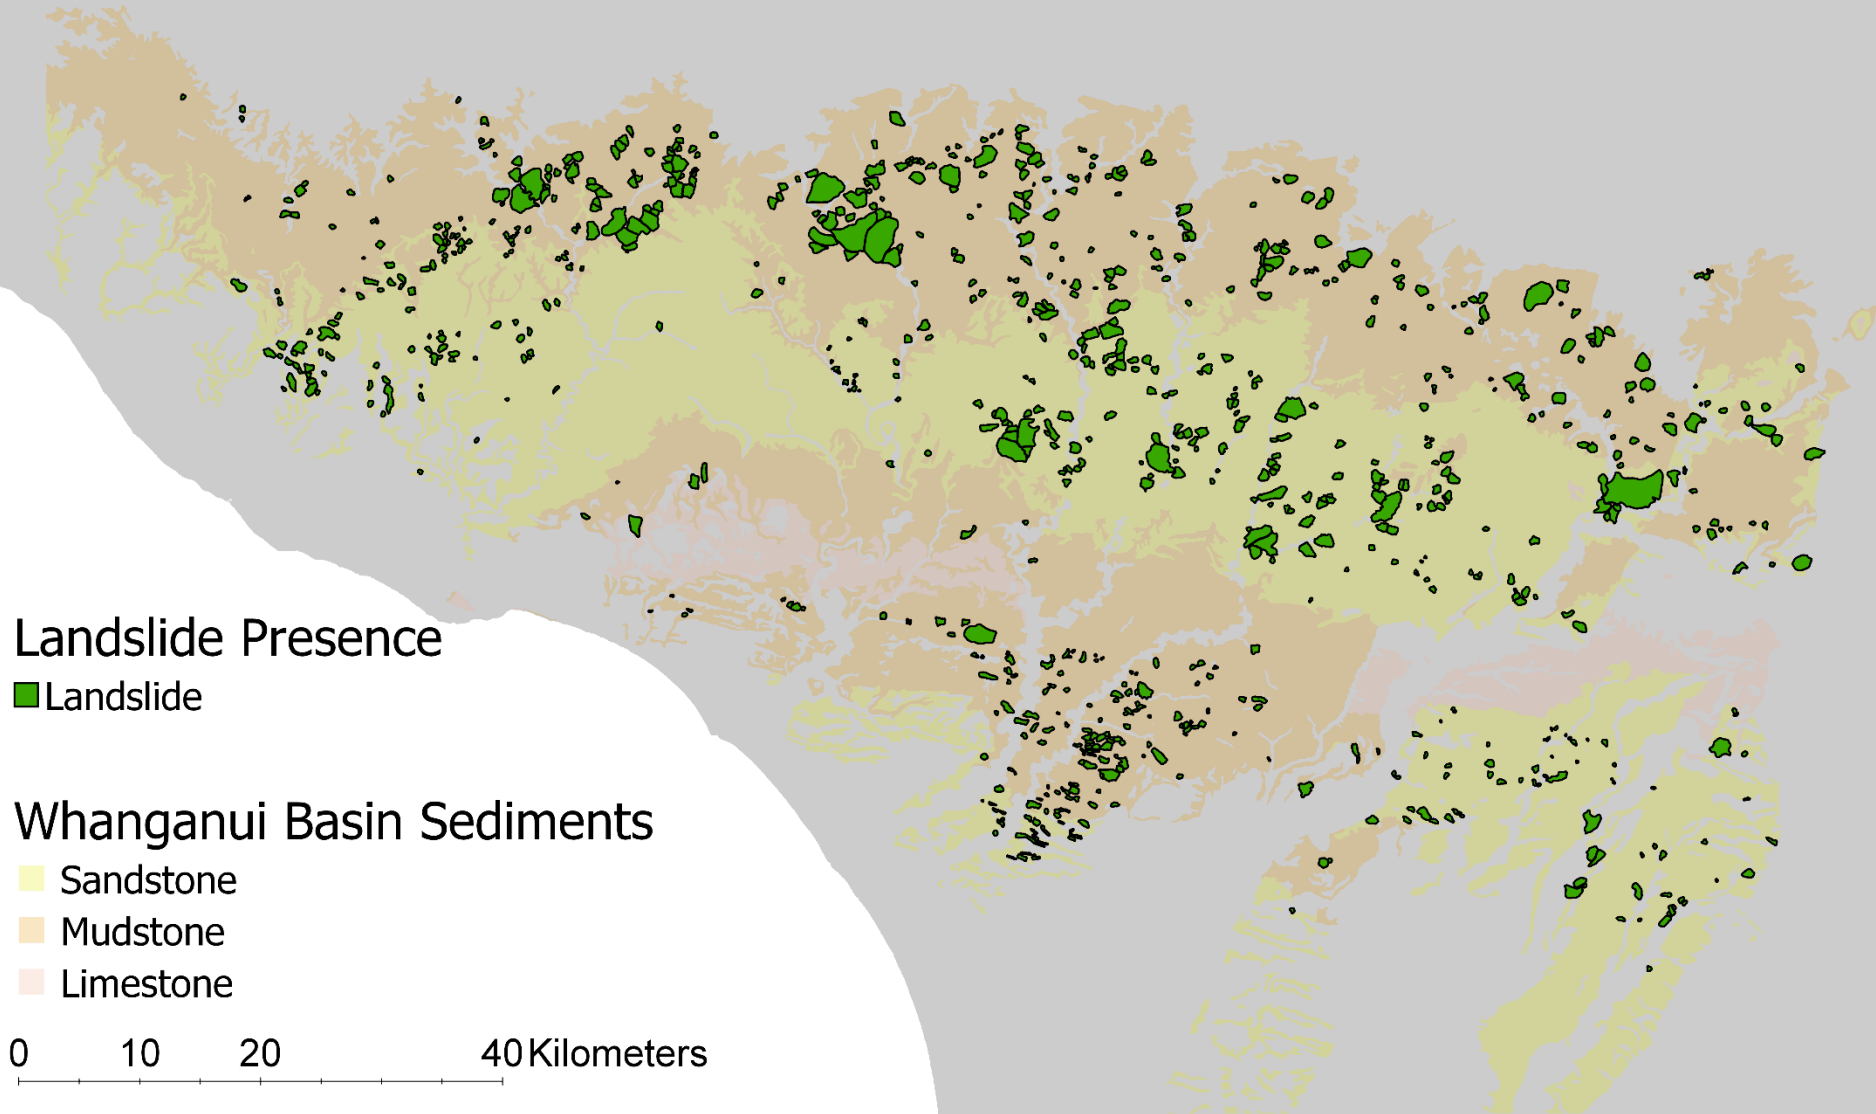 Landslide Presence
Landslide
Whanganui Basin Sediments
Sandstone
Mudstone
Limestone
0 10 20 40 Kilometers